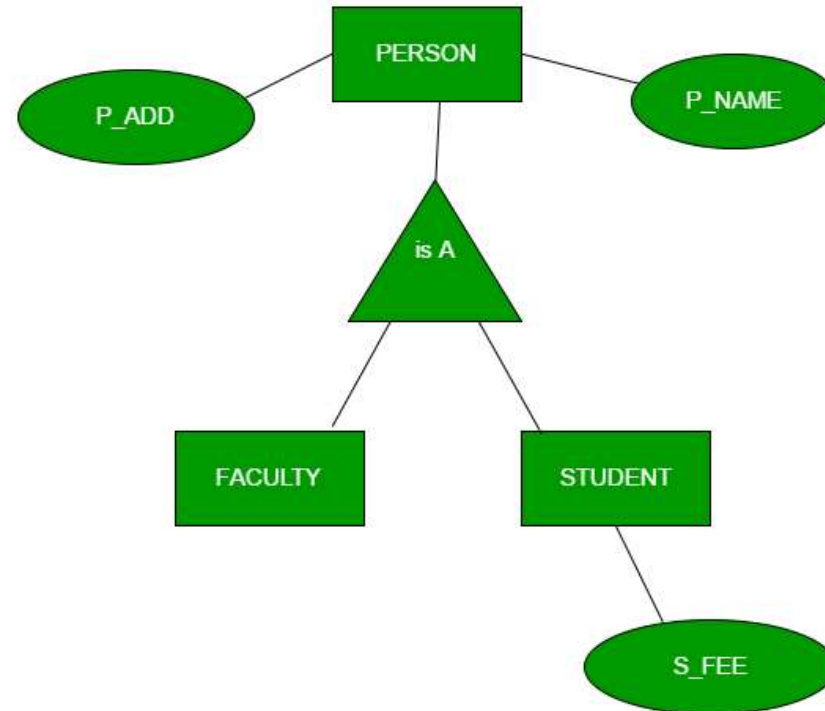 PERSON
P_ADD
P_NAME
is A
FACULTY
STUDENT
S_FEE